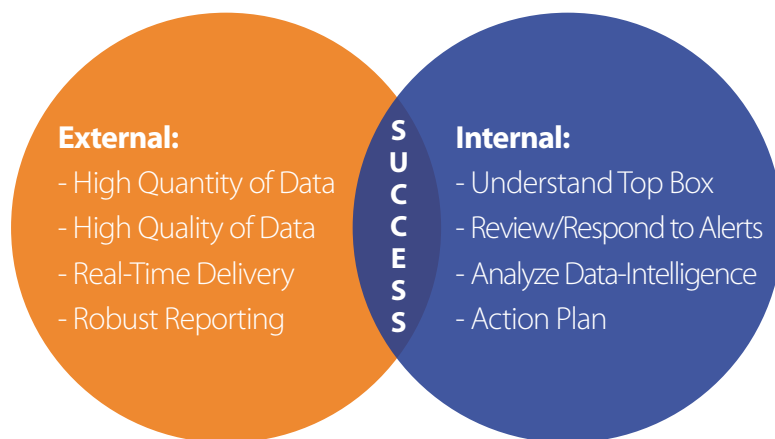 External:
- High Quantity of Data
- High Quality of Data
- Real-Time Delivery
- Robust Reporting
SUCCESS
Internal:
- Understand Top Box
- Review/Respond to Alerts
- Analyze Data-Intelligence
- Action Plan